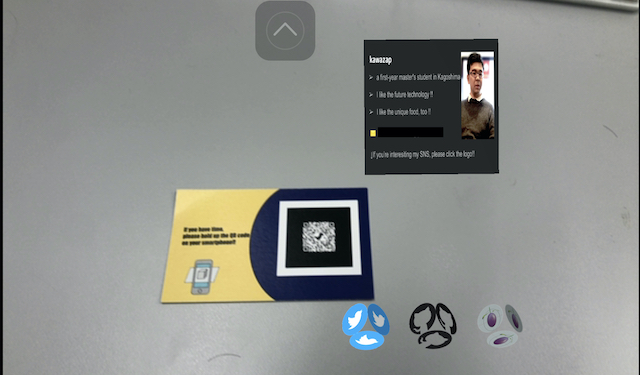 kawazap
➢ a first-year master's student in Kagoshima
➢ I like the future technology !!
➢ I like the unique food, too !!
¡If you're interesiting my SNS, please click the logo!!
If you have time,
please hold up the QR code
on your smartphone!!